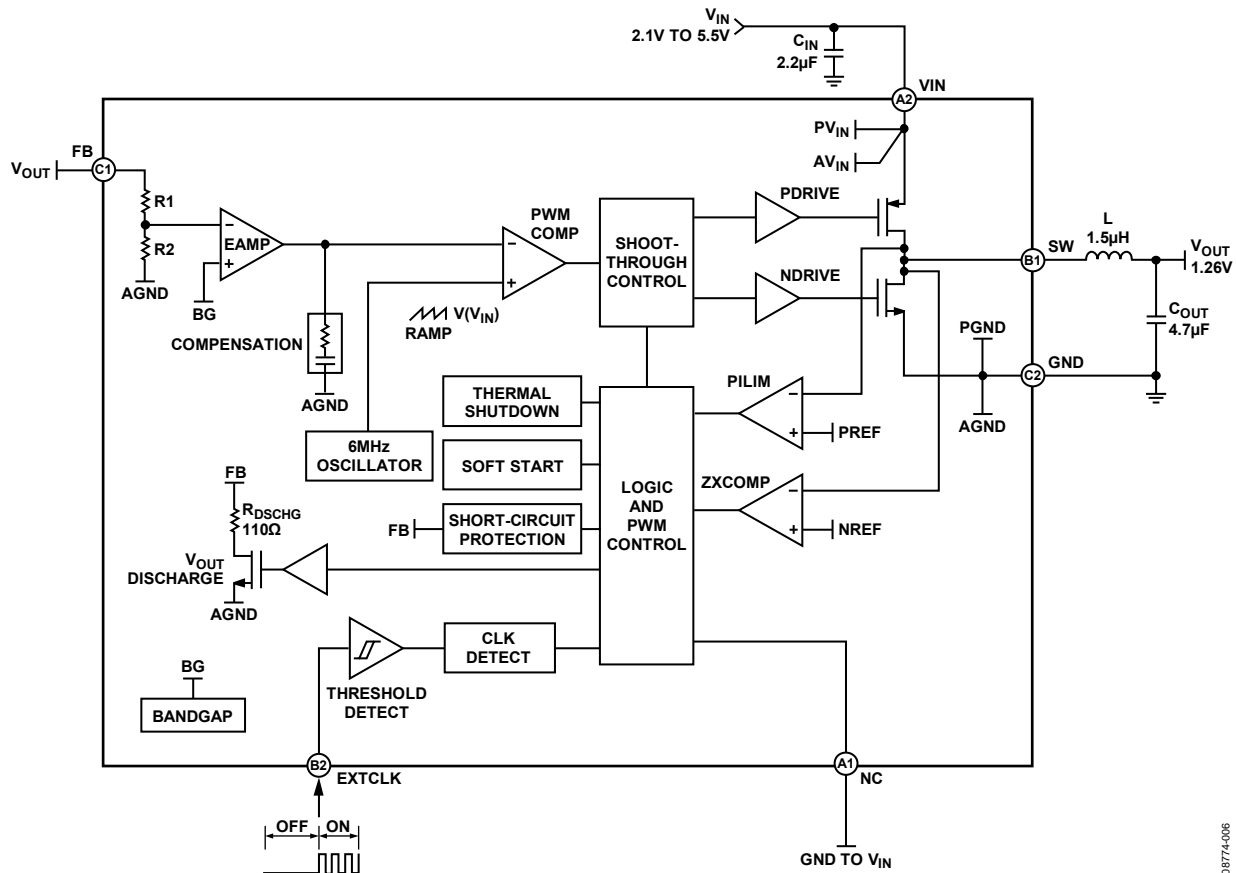 VIN
2.1V TO 5.5V
CIN
2.2µF
A2
VIN
PVIN
AVIN
FB
VOUT
C1
R1
R2
AGND
EAMP
−
+
BG
COMPENSATION
AGND
PWM
COMP
−
+
RAMP
V(VIN)
6MHz
OSCILLATOR
SHOOT-
THROUGH
CONTROL
PDRIVE
NDRIVE
SW
B1
L
1.5µH
VOUT
1.26V
COUT
4.7µF
PGND
GND
C2
AGND
THERMAL
SHUTDOWN
SOFT START
FB
SHORT-CIRCUIT
PROTECTION
LOGIC
AND
PWM
CONTROL
PILIM
−
+
PREF
ZXCOMP
−
+
NREF
FB
RDSCHG
110Ω
VOUT
DISCHARGE
AGND
BG
BANDGAP
THRESHOLD
DETECT
CLK
DETECT
B2
EXTCLK
OFF
ON
A1
NC
GND TO VIN
08774-006